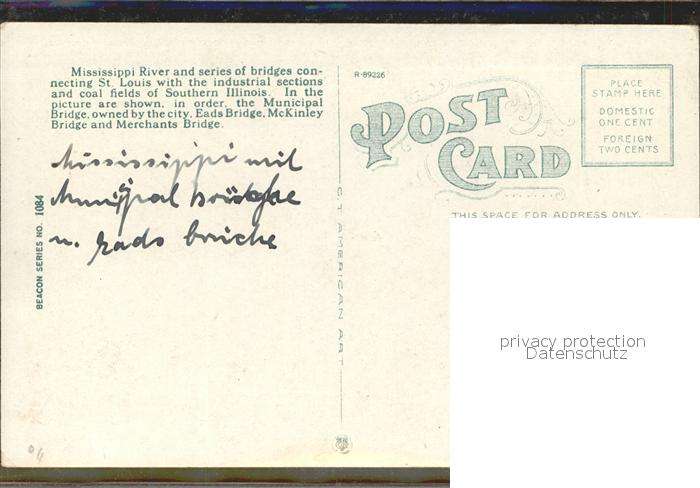 Mississippi River and series of bridges con-
necting St. Louis with the industrial sections
and coal fields of Southern Illinois. In the
picture are shown, in order, the Municipal
Bridge, owned by the city, Eads Bridge, McKinley
Bridge and Merchants Bridge.
Mississippi mit
u. Eads brücke
BEACON SERIES NO. 1084
AMERICAN ART
R-89226
POST
CARD
PLACE
STAMP HERE
DOMESTIC
ONE CENT
FOREIGN
TWO CENTS
THIS SPACE FOR ADDRESS ONLY.
privacy protection
Datenschutz